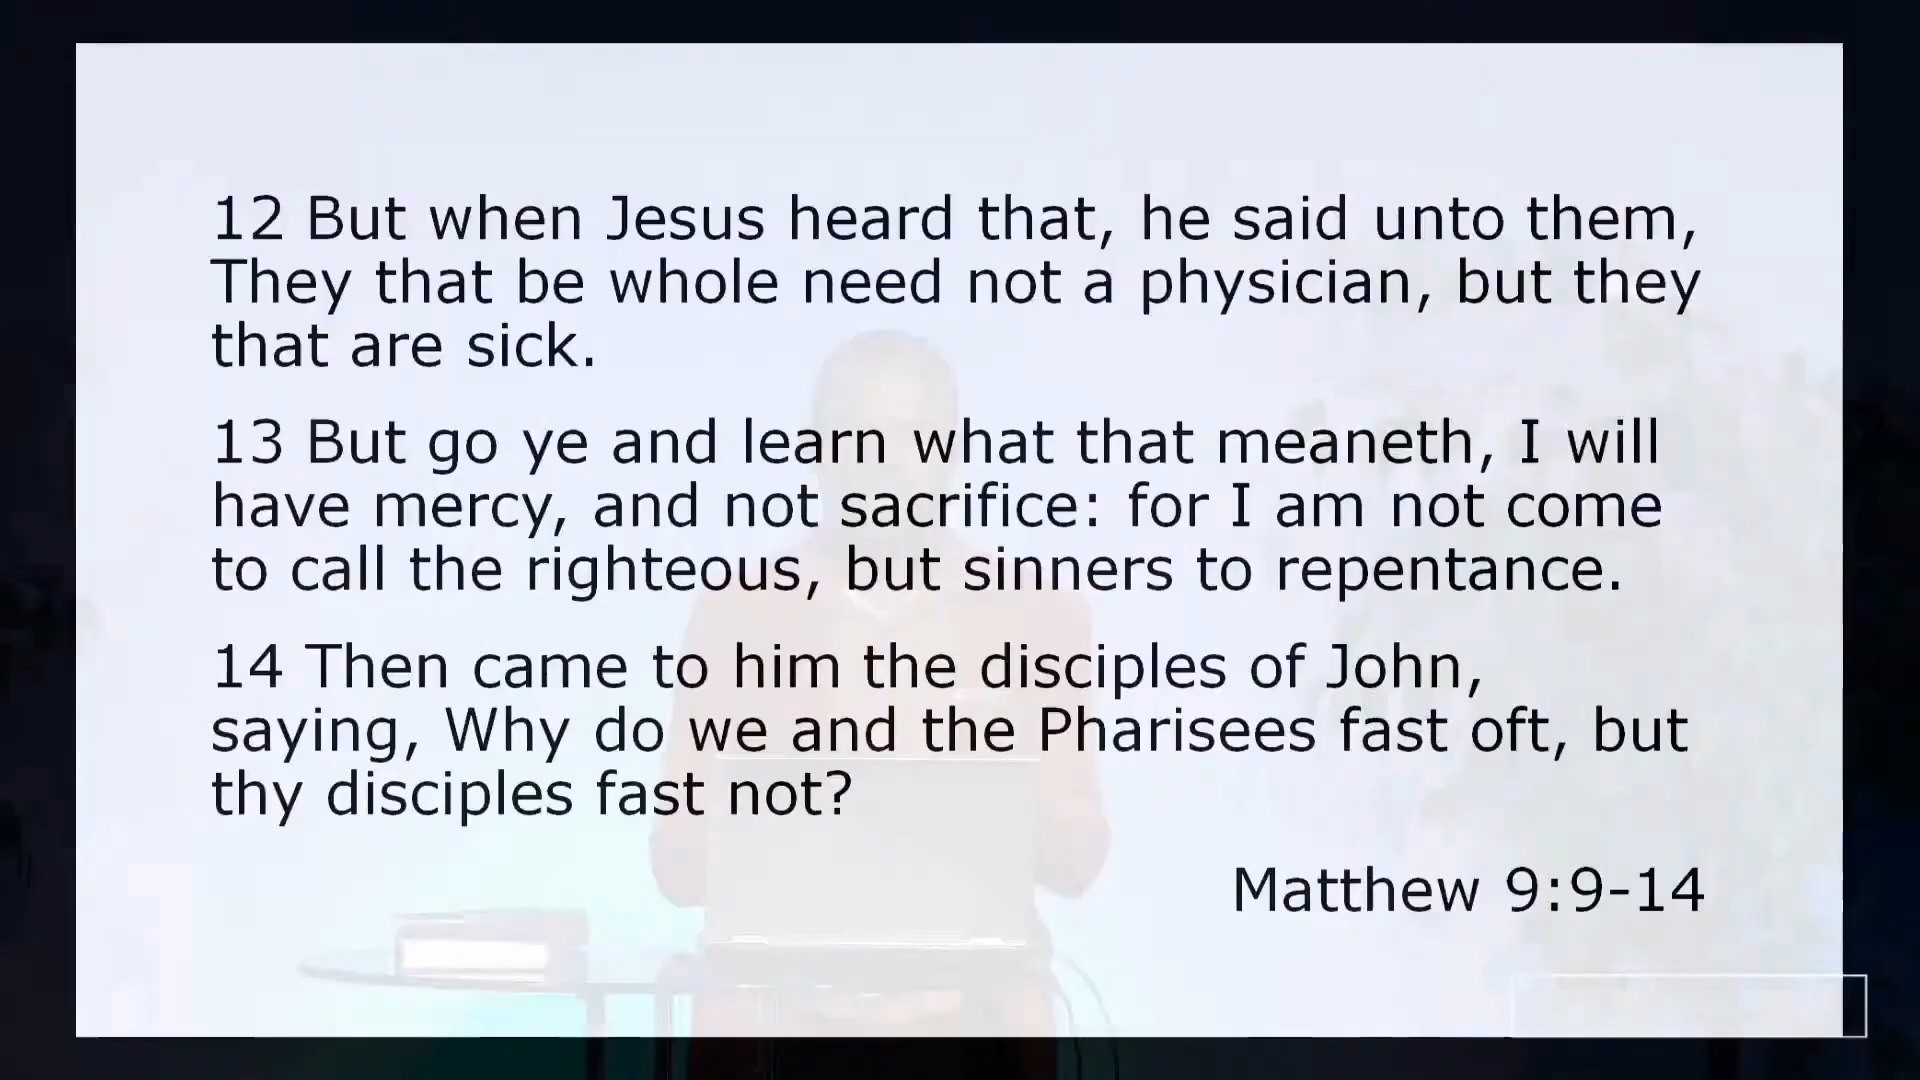 12 But when Jesus heard that, he said unto them,
They that be whole need not a physician, but they
that are sick.
13 But go ye and learn what that meaneth, I will
have mercy, and not sacrifice: for I am not come
to call the righteous, but sinners to repentance.
14 Then came to him the disciples of John,
saying, Why do we and the Pharisees fast oft, but
thy disciples fast not?
Matthew 9:9-14